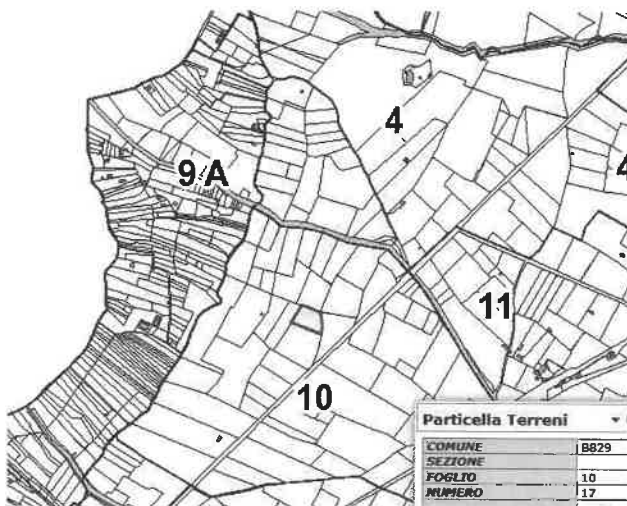 4
9 A
4
11
10
Particella Terreni
COMUNE B829
SEZIONE
FOGLIO 10
NUMERO 17